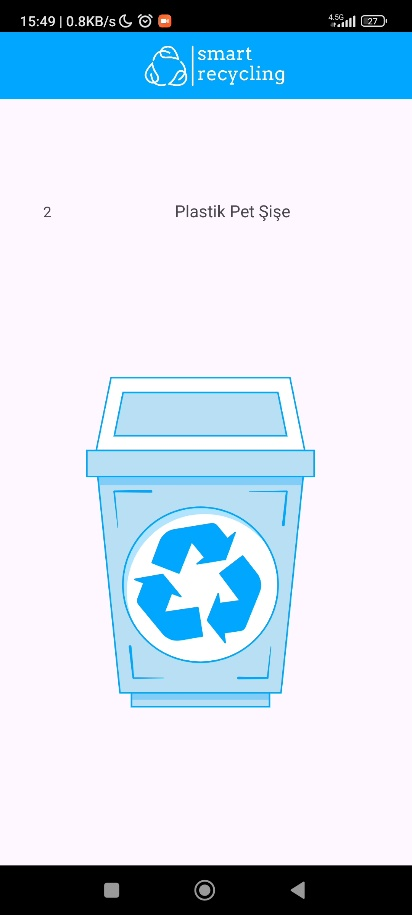 15:49 | 0.8KB/s
4.5G
27
smart
recycling
2 Plastik Pet Şişe